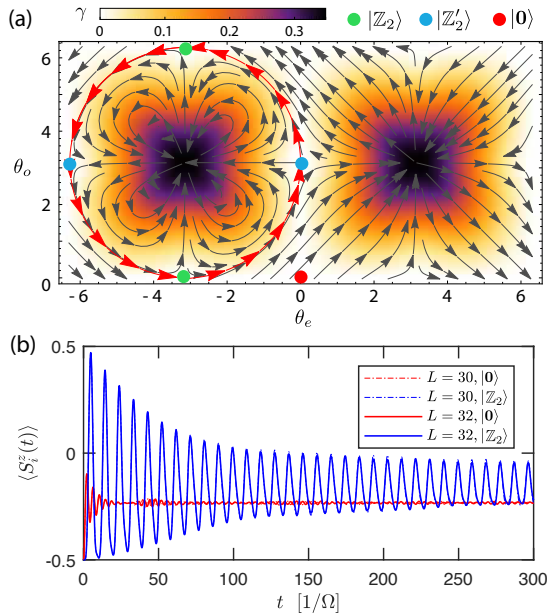 (a) γ 0 0.1 0.2 0.3 |ℤ₂⟩ |ℤ₂′⟩ |0⟩
6
4
θₒ
2
0
-6 -4 -2 0 2 4 6
θₑ
(b)
0.5
L = 30, |0⟩
L = 30, |ℤ₂⟩
L = 32, |0⟩
L = 32, |ℤ₂⟩
⟨Sᵢᶻ(t)⟩
0
-0.5
0 50 100 150 200 250 300
t [1/Ω]